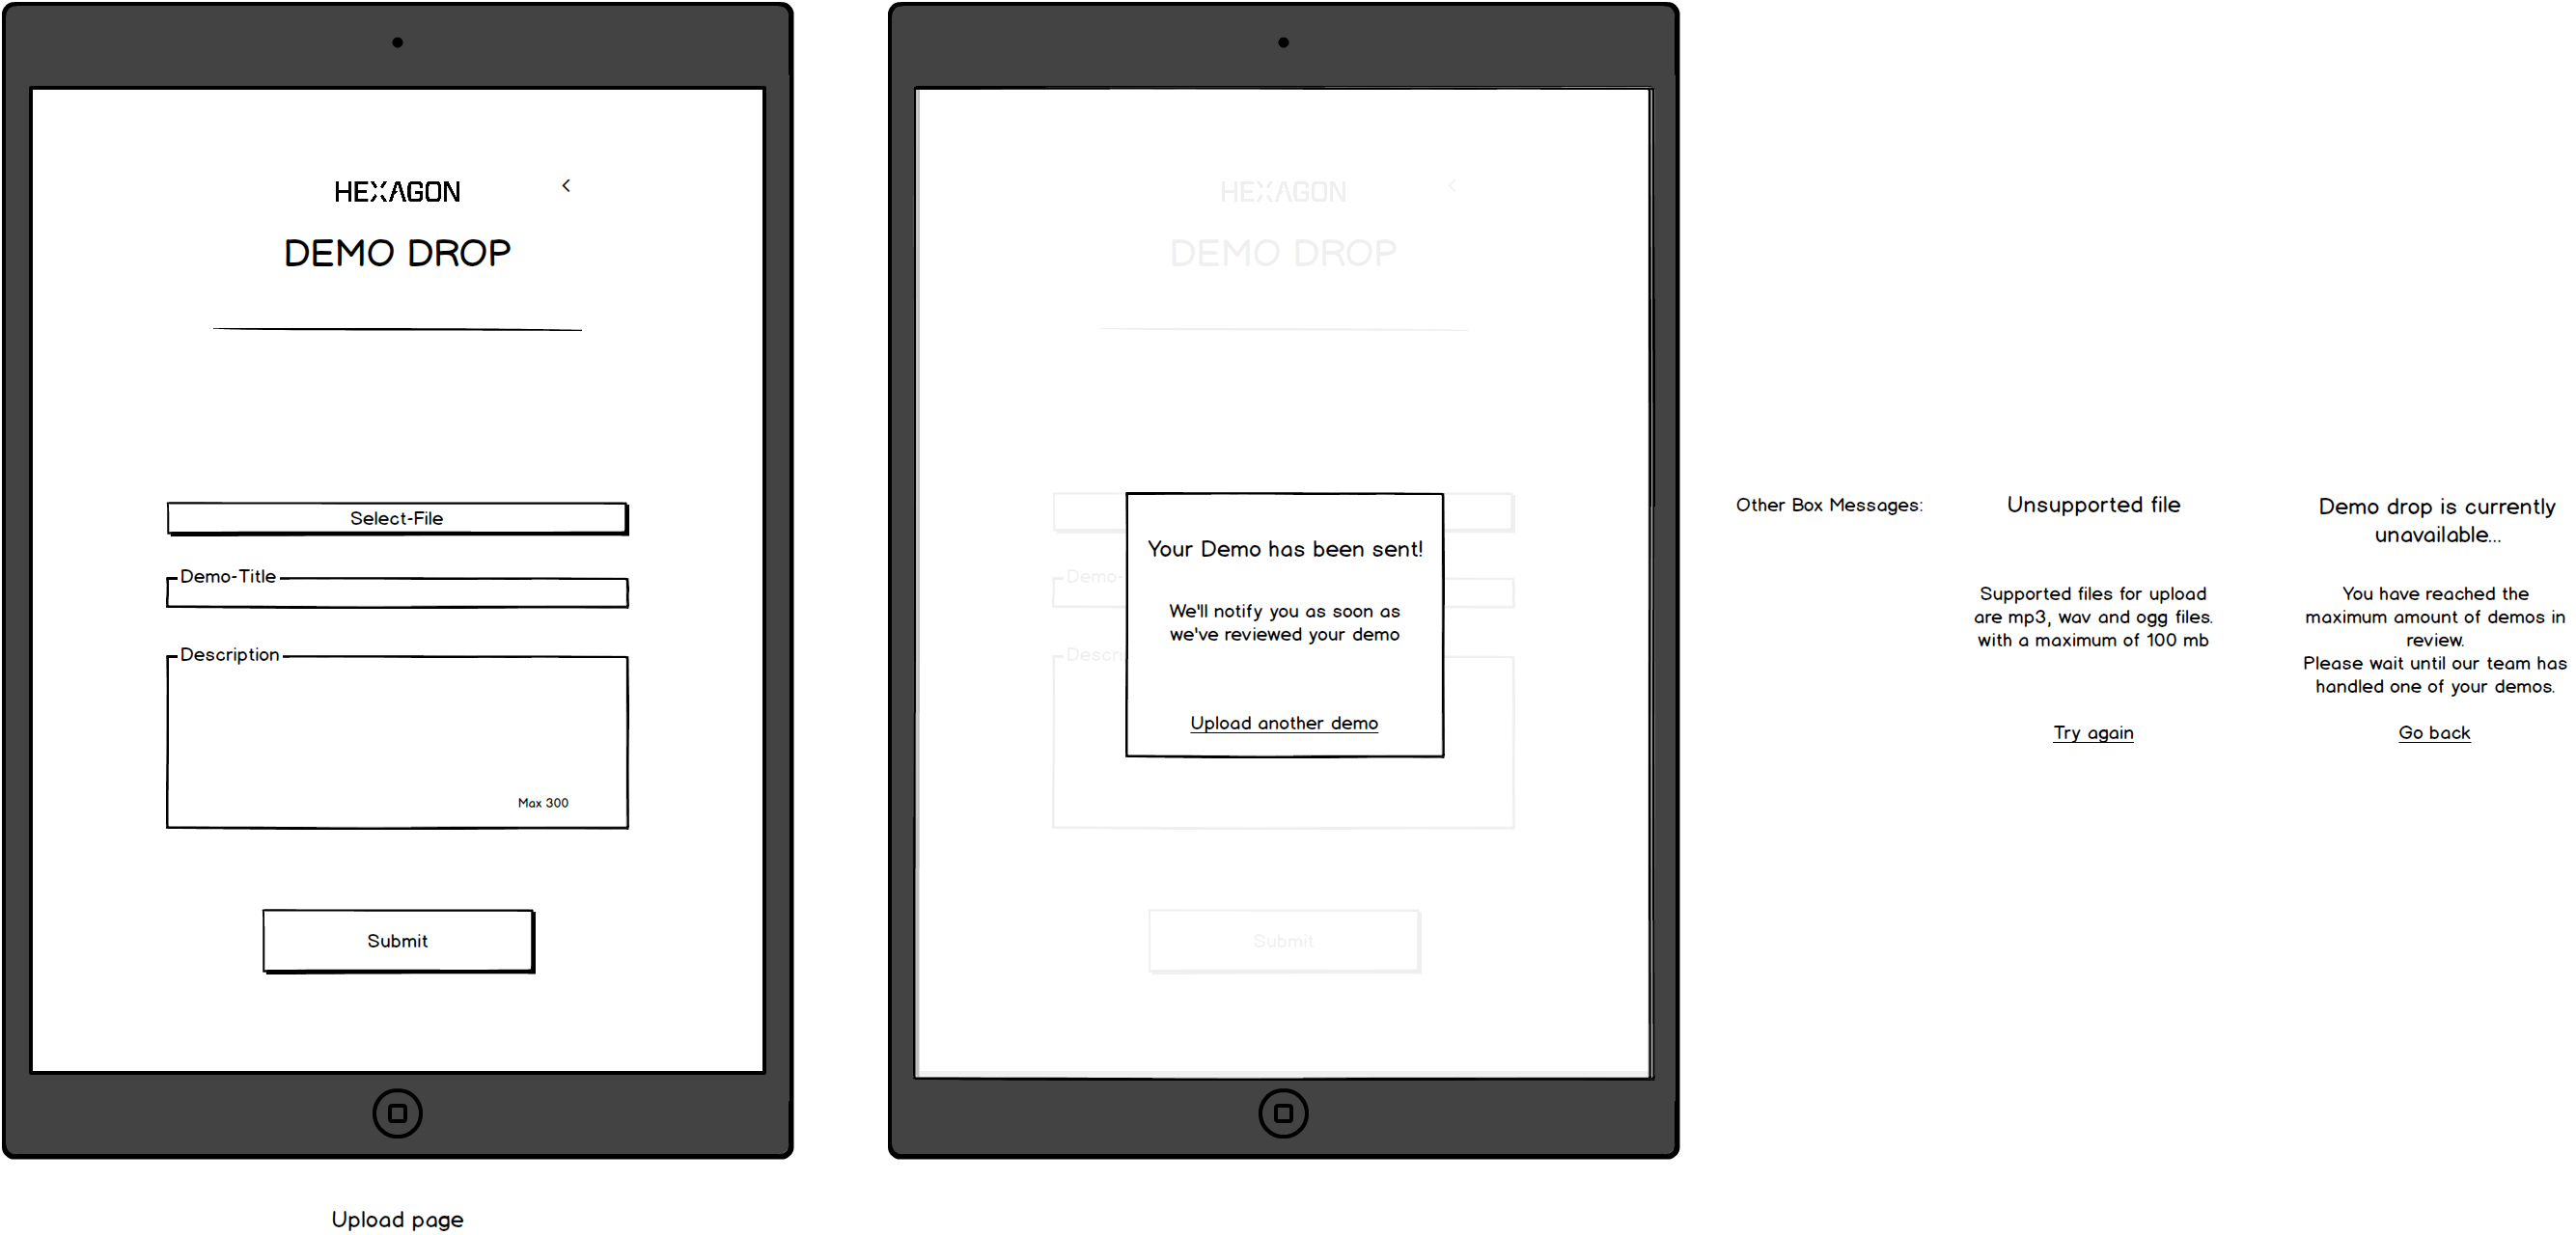 HEXAGON
<
DEMO DROP
Select-File
Demo-Title
Description
Max 300
Submit
Upload page
HEXAGON
<
DEMO DROP
Demo-
Descri
Your Demo has been sent!
We'll notify you as soon as
we've reviewed your demo
Upload another demo
Submit
Other Box Messages:
Unsupported file
Supported files for upload
are mp3, wav and ogg files.
with a maximum of 100 mb
Try again
Demo drop is currently
unavailable...
You have reached the
maximum amount of demos in
review.
Please wait until our team has
handled one of your demos.
Go back